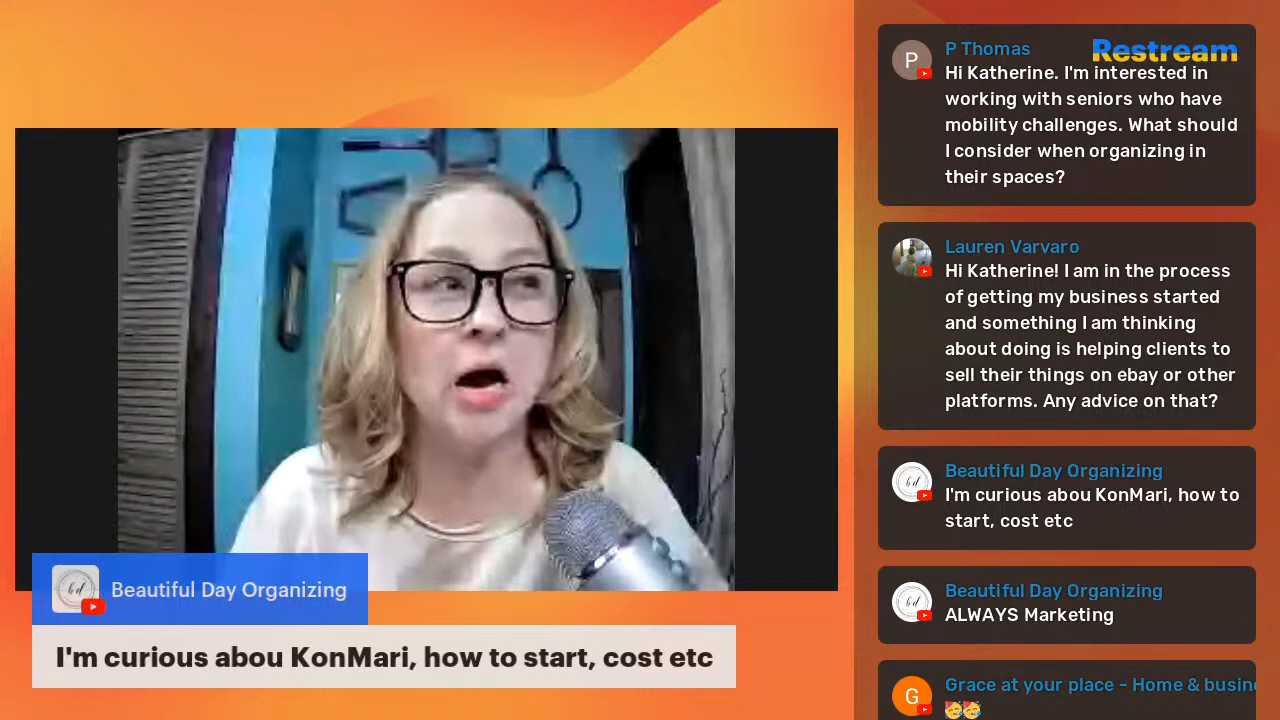 Beautiful Day Organizing
I'm curious abou KonMari, how to start, cost etc
Restream
P
P Thomas
Hi Katherine. I'm interested in
working with seniors who have
mobility challenges. What should
I consider when organizing in
their spaces?
Lauren Varvaro
Hi Katherine! I am in the process
of getting my business started
and something I am thinking
about doing is helping clients to
sell their things on ebay or other
platforms. Any advice on that?
bd
Beautiful Day Organizing
I'm curious abou KonMari, how to
start, cost etc
bd
Beautiful Day Organizing
ALWAYS Marketing
G
Grace at your place - Home & busin